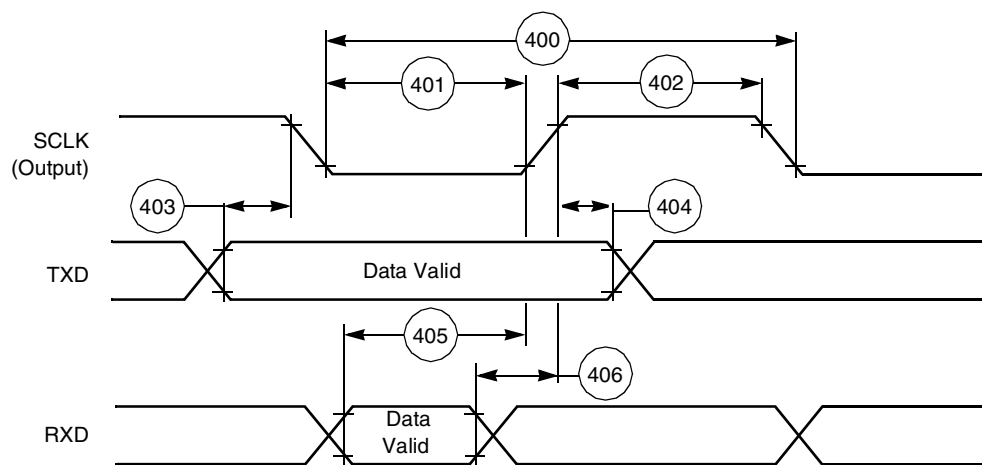 400
401
402
SCLK
(Output)
403
404
TXD
Data Valid
405
406
RXD
Data
Valid